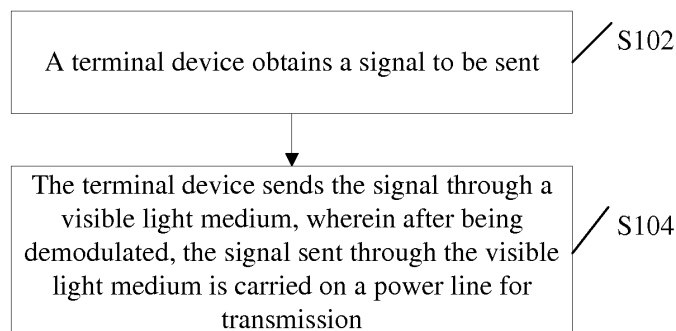 A terminal device obtains a signal to be sent
S102
The terminal device sends the signal through a
visible light medium, wherein after being
demodulated, the signal sent through the visible
light medium is carried on a power line for
transmission
S104